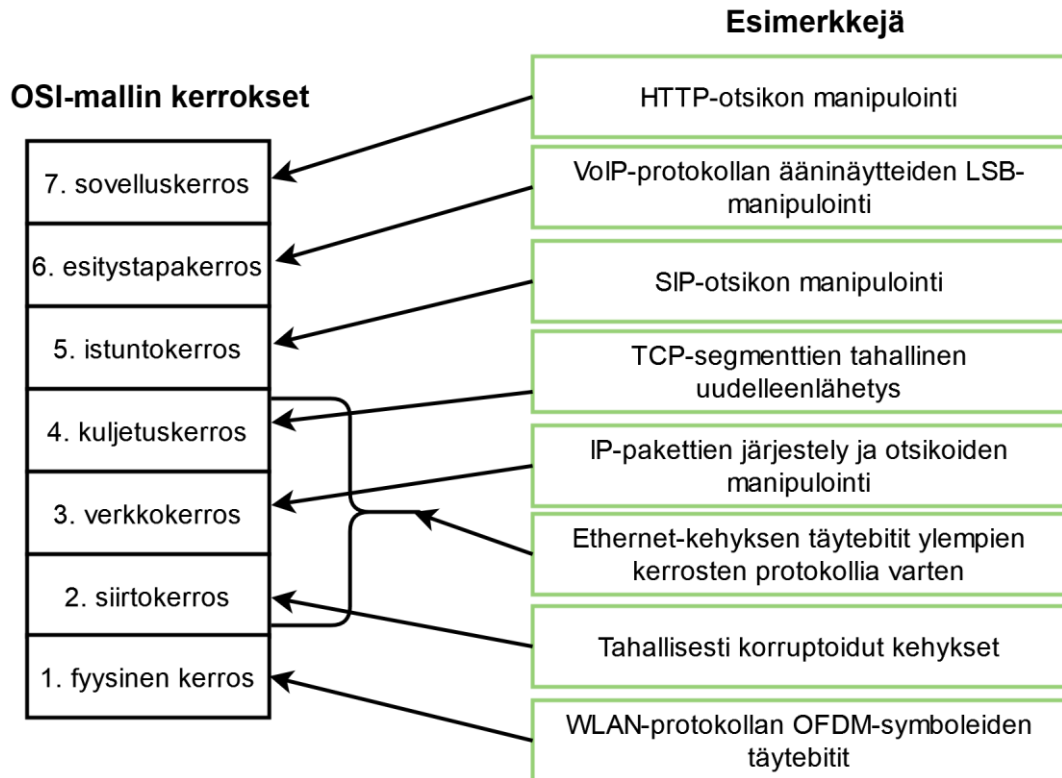 Esimerkkejä
OSI-mallin kerrokset
7. sovelluskerros
6. esitystapakerros
5. istuntokerros
4. kuljetuskerros
3. verkkokerros
2. siirtokerros
1. fyysinen kerros
HTTP-otsikon manipulointi
VoIP-protokollan ääninäytteiden LSB-
manipulointi
SIP-otsikon manipulointi
TCP-segmenttien tahallinen
uudelleenlähetys
IP-pakettien järjestely ja otsikoiden
manipulointi
Ethernet-kehyksen täytebitit ylempien
kerrosten protokollia varten
Tahallisesti korruptoidut kehykset
WLAN-protokollan OFDM-symboleiden
täytebitit